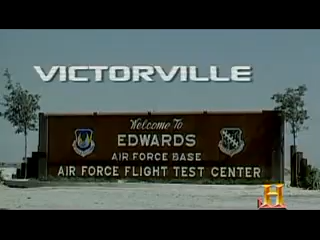 VICTORVILLE
Welcome To
EDWARDS
AIR FORCE BASE
AIR FORCE FLIGHT TEST CENTER
H